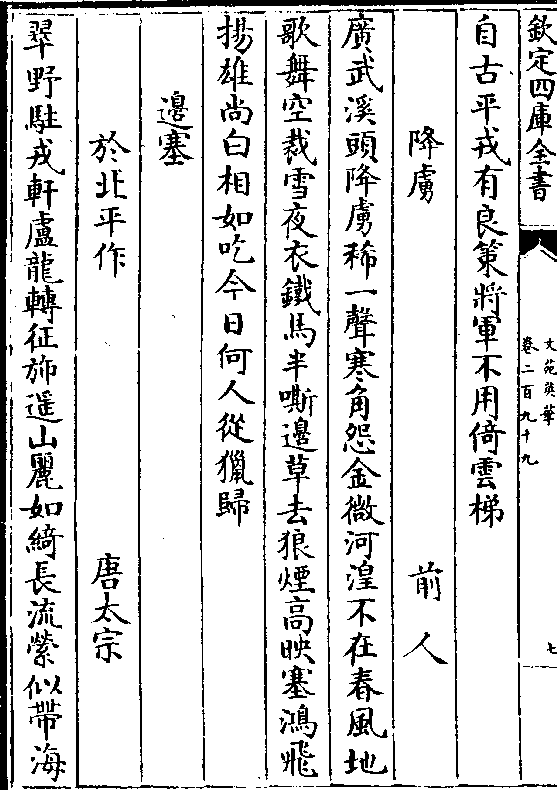 欽定四庫全書
文苑英華
卷二百九十九
七
自古平戎有良策將軍不用倚雲梯
降虜 前人
廣武溪頭降虜稀一聲寒角怨金微河湟不在春風地
歌舞空裁雪夜衣鐵馬半嘶邉草去狼煙高映塞鴻飛
揚雄尚白相如吃今日何人從獵歸
邉塞
於北平作 唐太宗
翠野駐戎軒盧龍轉征斾遥山麗如綺長流縈似帶海